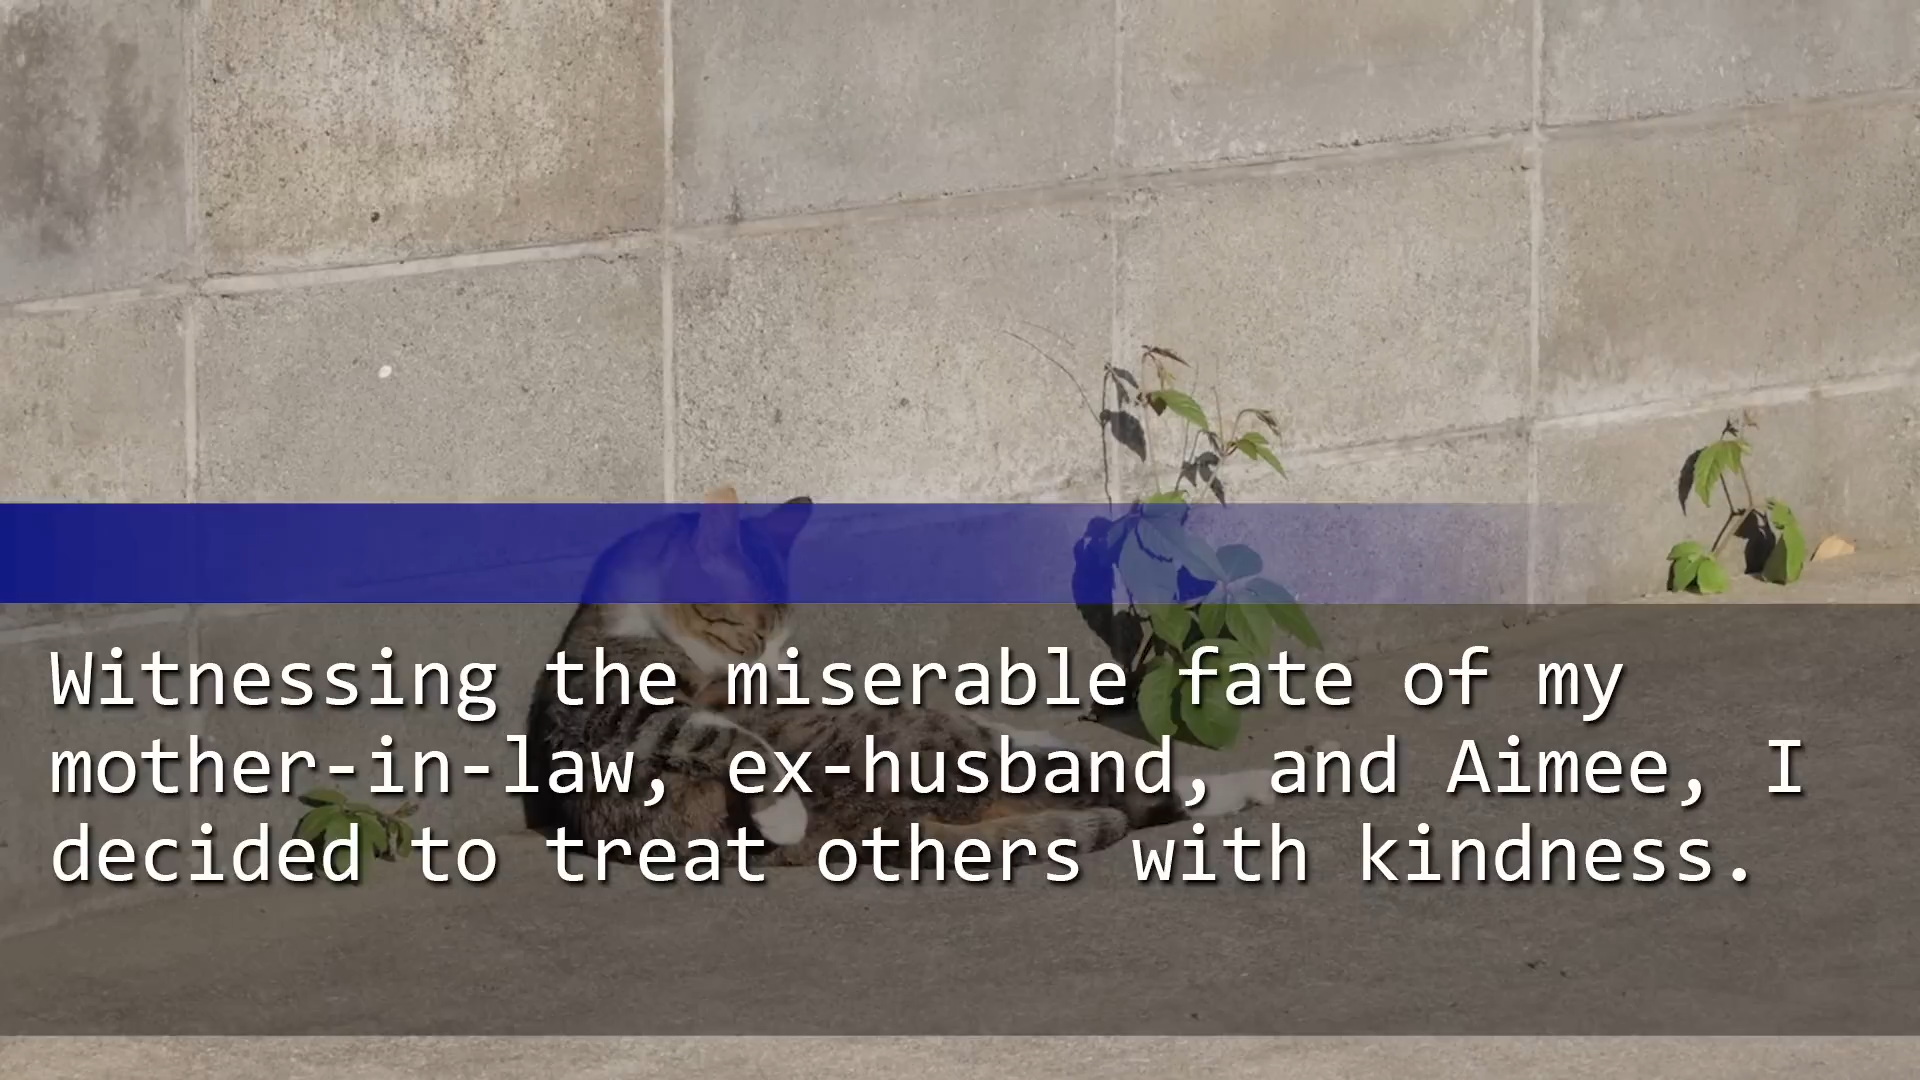 Witnessing the miserable fate of my
mother-in-law, ex-husband, and Aimee, I
decided to treat others with kindness.